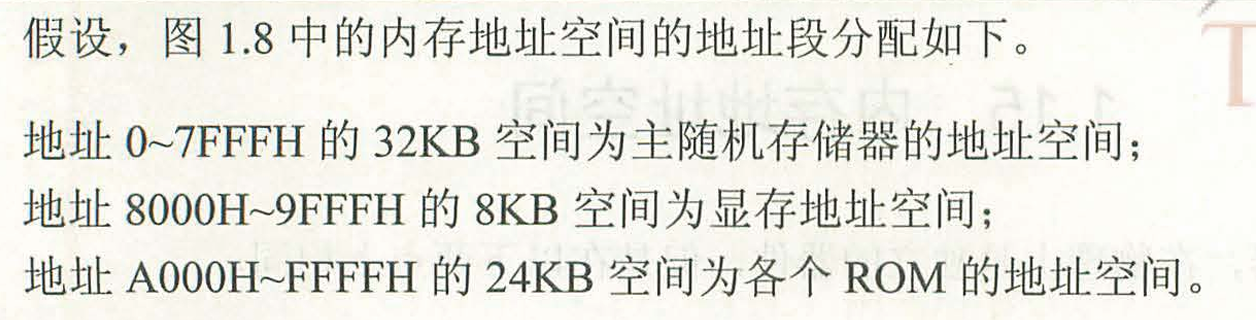 假设，图 1.8 中的内存地址空间的地址段分配如下。
地址 0~7FFFH 的 32KB 空间为主随机存储器的地址空间；
地址 8000H~9FFFH 的 8KB 空间为显存地址空间；
地址 A000H~FFFFH 的 24KB 空间为各个 ROM 的地址空间。